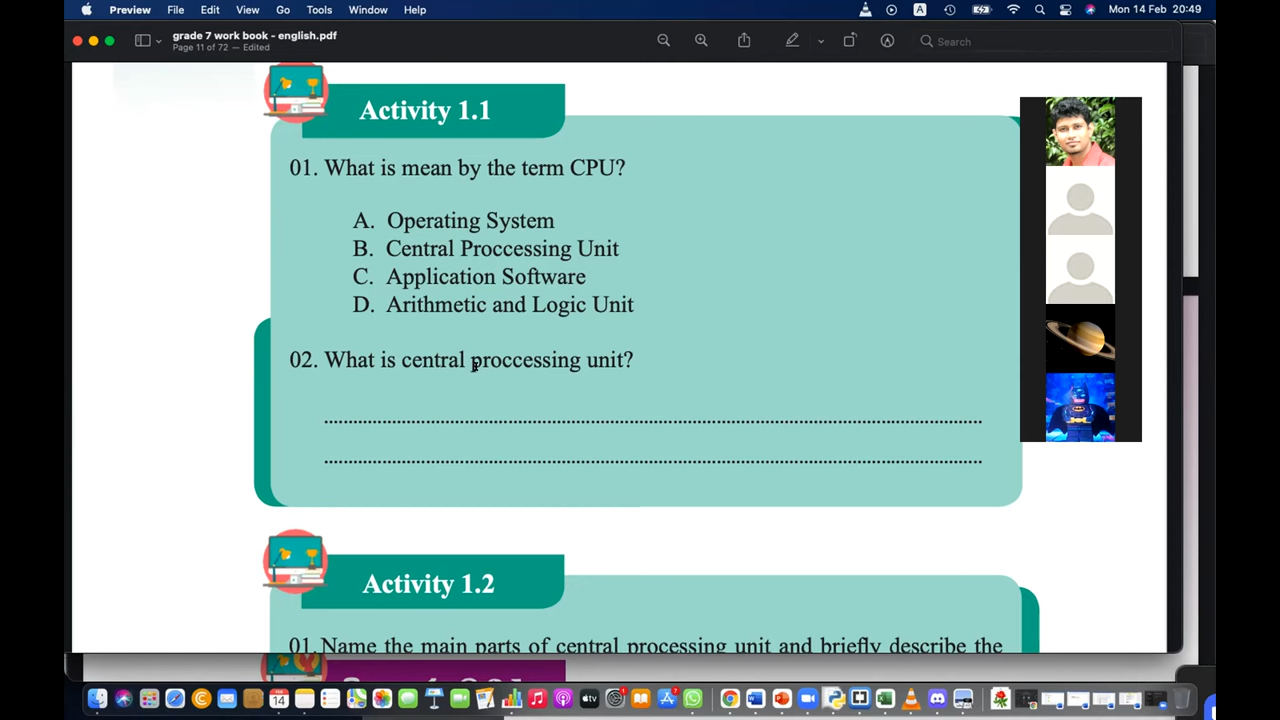 Preview File Edit View Go Tools Window Help A Mon 14 Feb 20:49
grade 7 work book - english.pdf
Page 11 of 72 — Edited
Search
Activity 1.1
01. What is mean by the term CPU?
A. Operating System
B. Central Proccessing Unit
C. Application Software
D. Arithmetic and Logic Unit
02. What is central proccessing unit?
Activity 1.2
01. Name the main parts of central processing unit and briefly describe the